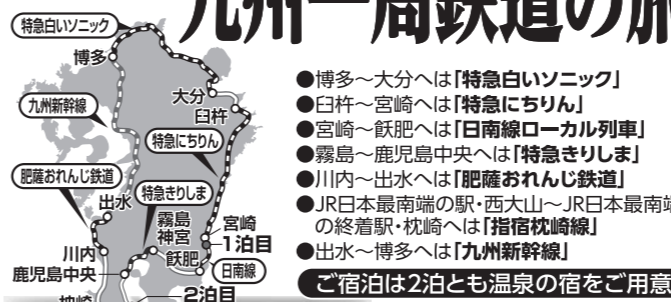 九州一周鉄道の旅
特急白いソニック
博多
九州新幹線
大分
臼杵
特急にちりん
肥薩おれんじ鉄道
特急きりしま
出水
霧島
神宮
宮崎
1泊目
飫肥
川内
日南線
鹿児島中央
2泊目
枕崎
●博多〜大分へは「特急白いソニック」
●臼杵〜宮崎へは「特急にちりん」
●宮崎〜飫肥へは「日南線ローカル列車」
●霧島〜鹿児島中央へは「特急きりしま」
●川内〜出水へは「肥薩おれんじ鉄道」
●JR日本最南端の駅・西大山〜JR日本最南端
の終着駅・枕崎へは「指宿枕崎線」
●出水〜博多へは「九州新幹線」
ご宿泊は2泊とも温泉の宿をご用意